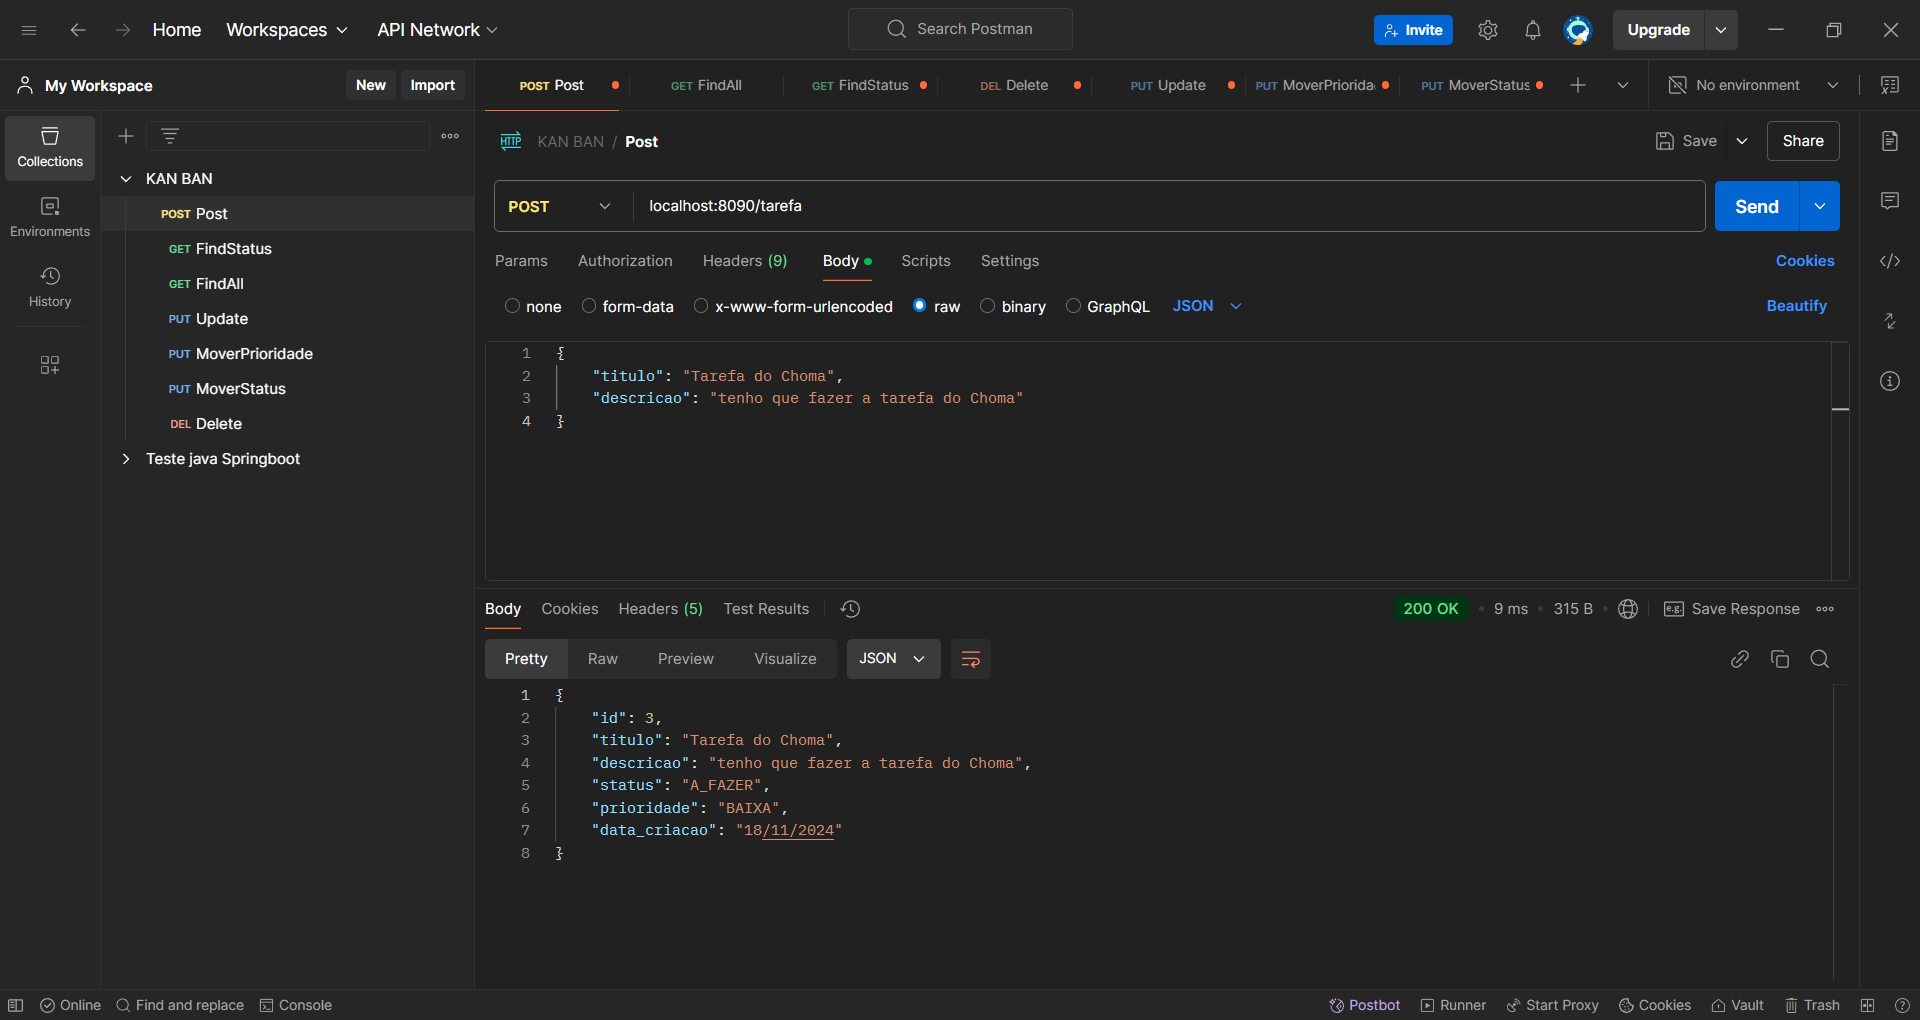 Home Workspaces API Network Search Postman Invite Upgrade
My Workspace New Import POST Post GET FindAll GET FindStatus DEL Delete PUT Update PUT MoverPriorida PUT MoverStatus No environment
Collections
Environments
History
KAN BAN
POST Post
GET FindStatus
GET FindAll
PUT Update
PUT MoverPrioridade
PUT MoverStatus
DEL Delete
Teste java Springboot
HTTP KAN BAN / Post Save Share
POST localhost:8090/tarefa Send
Params Authorization Headers (9) Body Scripts Settings Cookies
none form-data x-www-form-urlencoded raw binary GraphQL JSON Beautify
1 {
2 "titulo": "Tarefa do Choma",
3 "descricao": "tenho que fazer a tarefa do Choma"
4 }
Body Cookies Headers (5) Test Results 200 OK • 9 ms • 315 B • e.g. Save Response
Pretty Raw Preview Visualize JSON
1 {
2 "id": 3,
3 "titulo": "Tarefa do Choma",
4 "descricao": "tenho que fazer a tarefa do Choma",
5 "status": "A_FAZER",
6 "prioridade": "BAIXA",
7 "data_criacao": "18/11/2024"
8 }
Online Find and replace Console Postbot Runner Start Proxy Cookies Vault Trash